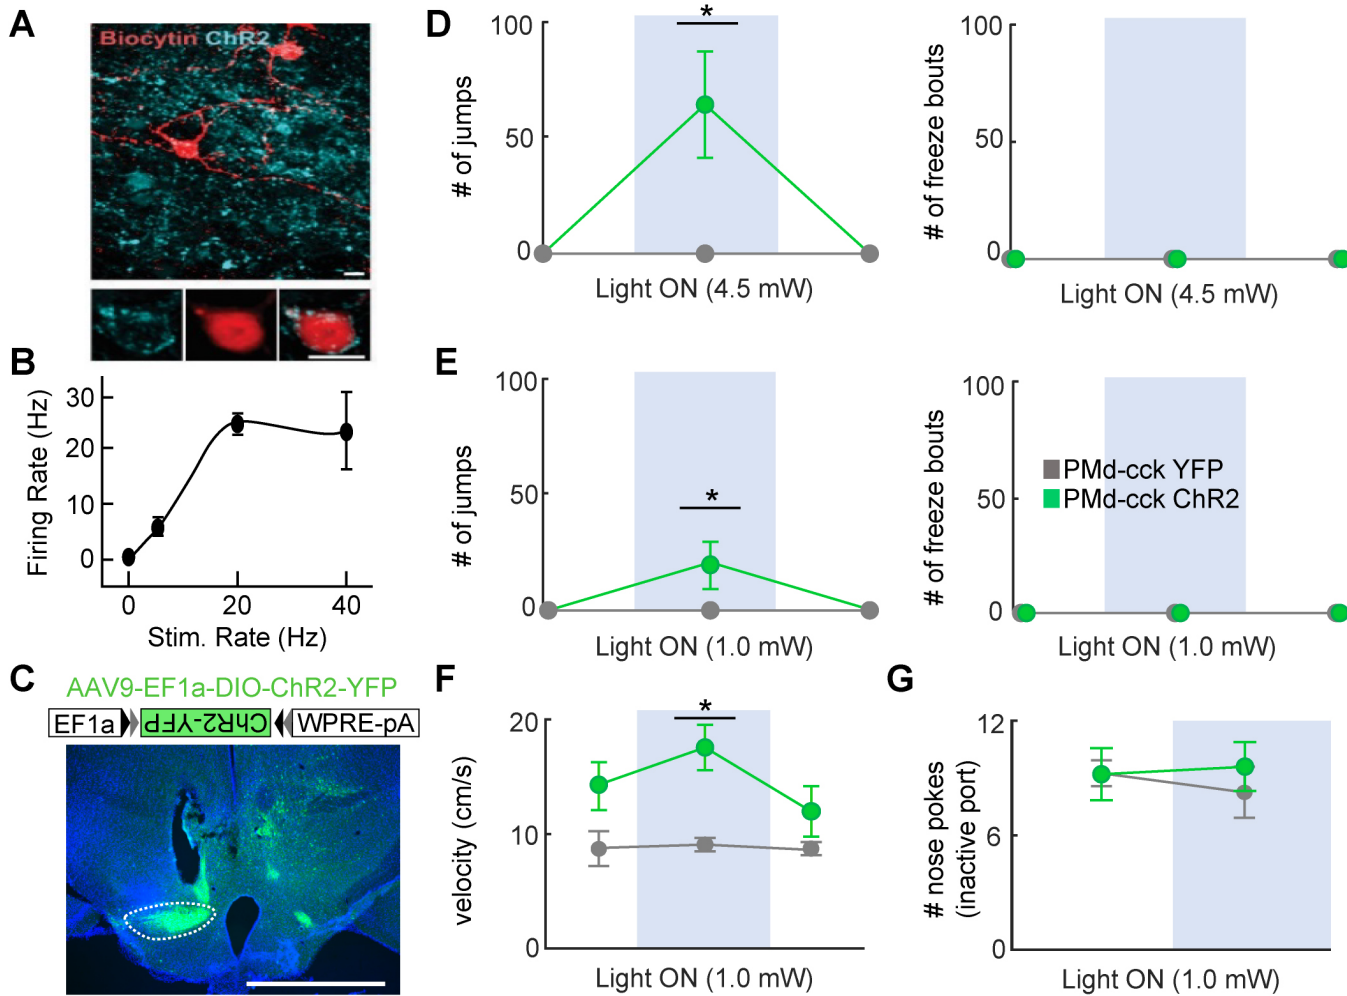 A
Biocytin ChR2
B
Firing Rate (Hz)
30
20
10
0
0 20 40
Stim. Rate (Hz)
C
AAV9-EF1a-DIO-ChR2-YFP
EF1a ChR2-YFP WPRE-pA
D
# of jumps
100
50
0
*
Light ON (4.5 mW)
# of freeze bouts
100
50
0
Light ON (4.5 mW)
E
# of jumps
100
50
0
*
Light ON (1.0 mW)
# of freeze bouts
100
50
0
PMd-cck YFP
PMd-cck ChR2
Light ON (1.0 mW)
F
velocity (cm/s)
20
10
0
*
Light ON (1.0 mW)
G
# nose pokes
(inactive port)
12
6
0
Light ON (1.0 mW)